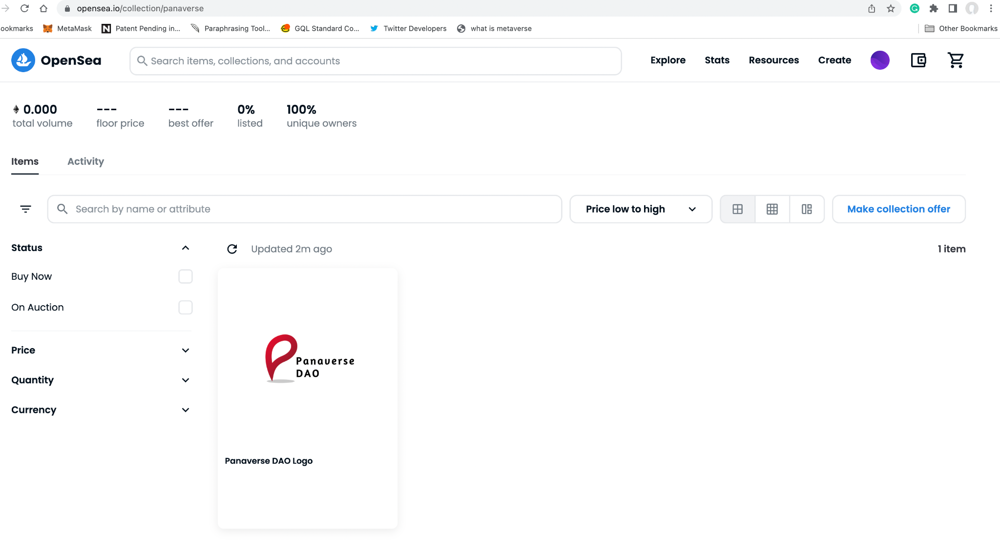 opensea.io/collection/panaverse
ookmarks MetaMask Patent Pending in... Paraphrasing Tool... GQL Standard Co... Twitter Developers what is metaverse Other Bookmarks
OpenSea Search items, collections, and accounts Explore Stats Resources Create
0.000 --- --- 0% 100%
total volume floor price best offer listed unique owners
Items Activity
Search by name or attribute Price low to high Make collection offer
Status Updated 2m ago 1 item
Buy Now
On Auction
Price
Quantity
Currency
Panaverse
DAO
Panaverse DAO Logo